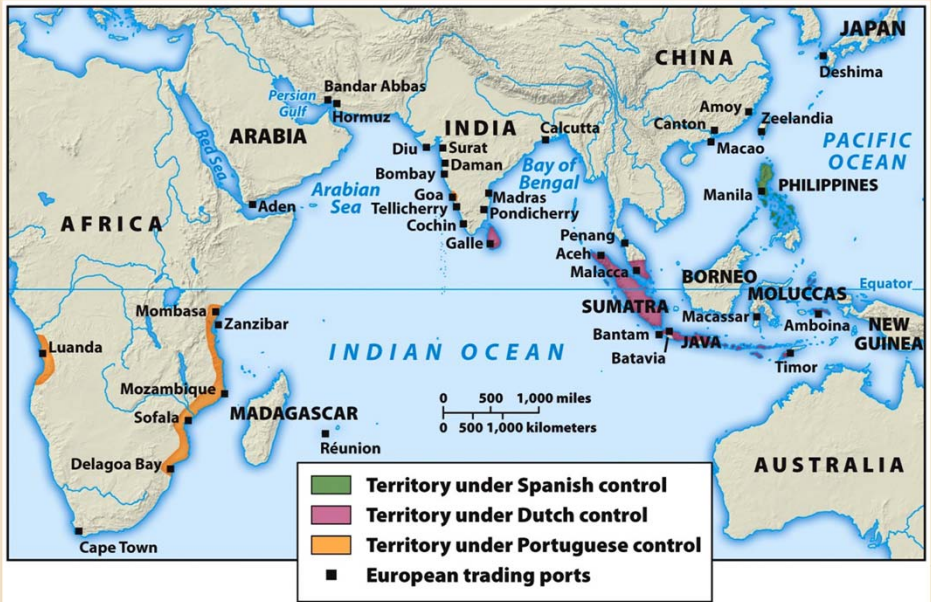 JAPAN
CHINA
Deshima
Bandar Abbas
Persian
Gulf
Hormuz
Amoy
Zeelandia
Canton
Macao
ARABIA
INDIA
Calcutta
Diu
Surat
Daman
Bombay
PACIFIC
OCEAN
Red Sea
Bay of
Bengal
Arabian
Sea
Aden
Goa
Tellicherry
Cochin
Galle
Madras
Pondicherry
Manila
PHILIPPINES
AFRICA
Penang
Aceh
Malacca
BORNEO
Equator
MOLUCCAS
SUMATRA
Macassar
Amboina
NEW
GUINEA
Mombasa
Zanzibar
Luanda
INDIAN OCEAN
Bantam
Batavia
JAVA
Timor
Mozambique
Sofala
MADAGASCAR
0 500 1,000 miles
0 500 1,000 kilometers
Réunion
Delagoa Bay
AUSTRALIA
Cape Town
Territory under Spanish control
Territory under Dutch control
Territory under Portuguese control
European trading ports